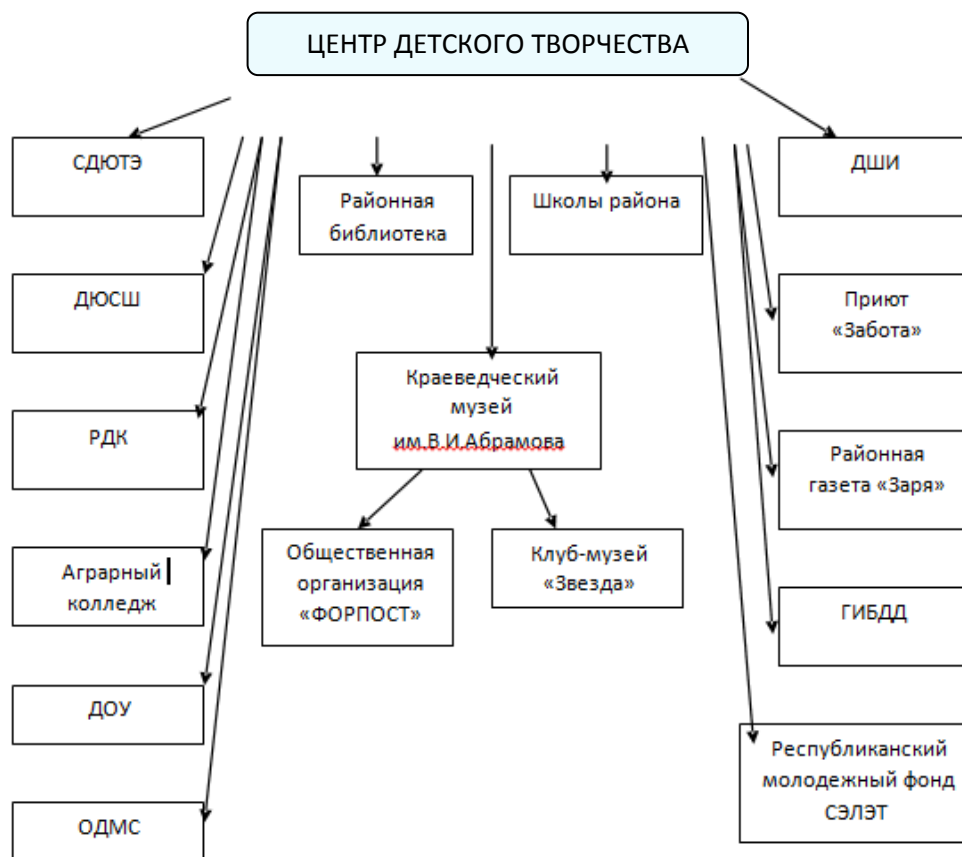 ЦЕНТР ДЕТСКОГО ТВОРЧЕСТВА
СДЮТЭ
ДЮСШ
РДК
Аграрный
колледж
ДОУ
ОДМС
Районная
библиотека
Школы района
Краеведческий
музей
им.В.И.Абрамова
Общественная
организация
«ФОРПОСТ»
Клуб-музей
«Звезда»
ДШИ
Приют
«Забота»
Районная
газета «Заря»
ГИБДД
Республиканский
молодежный фонд
СЭЛЭТ